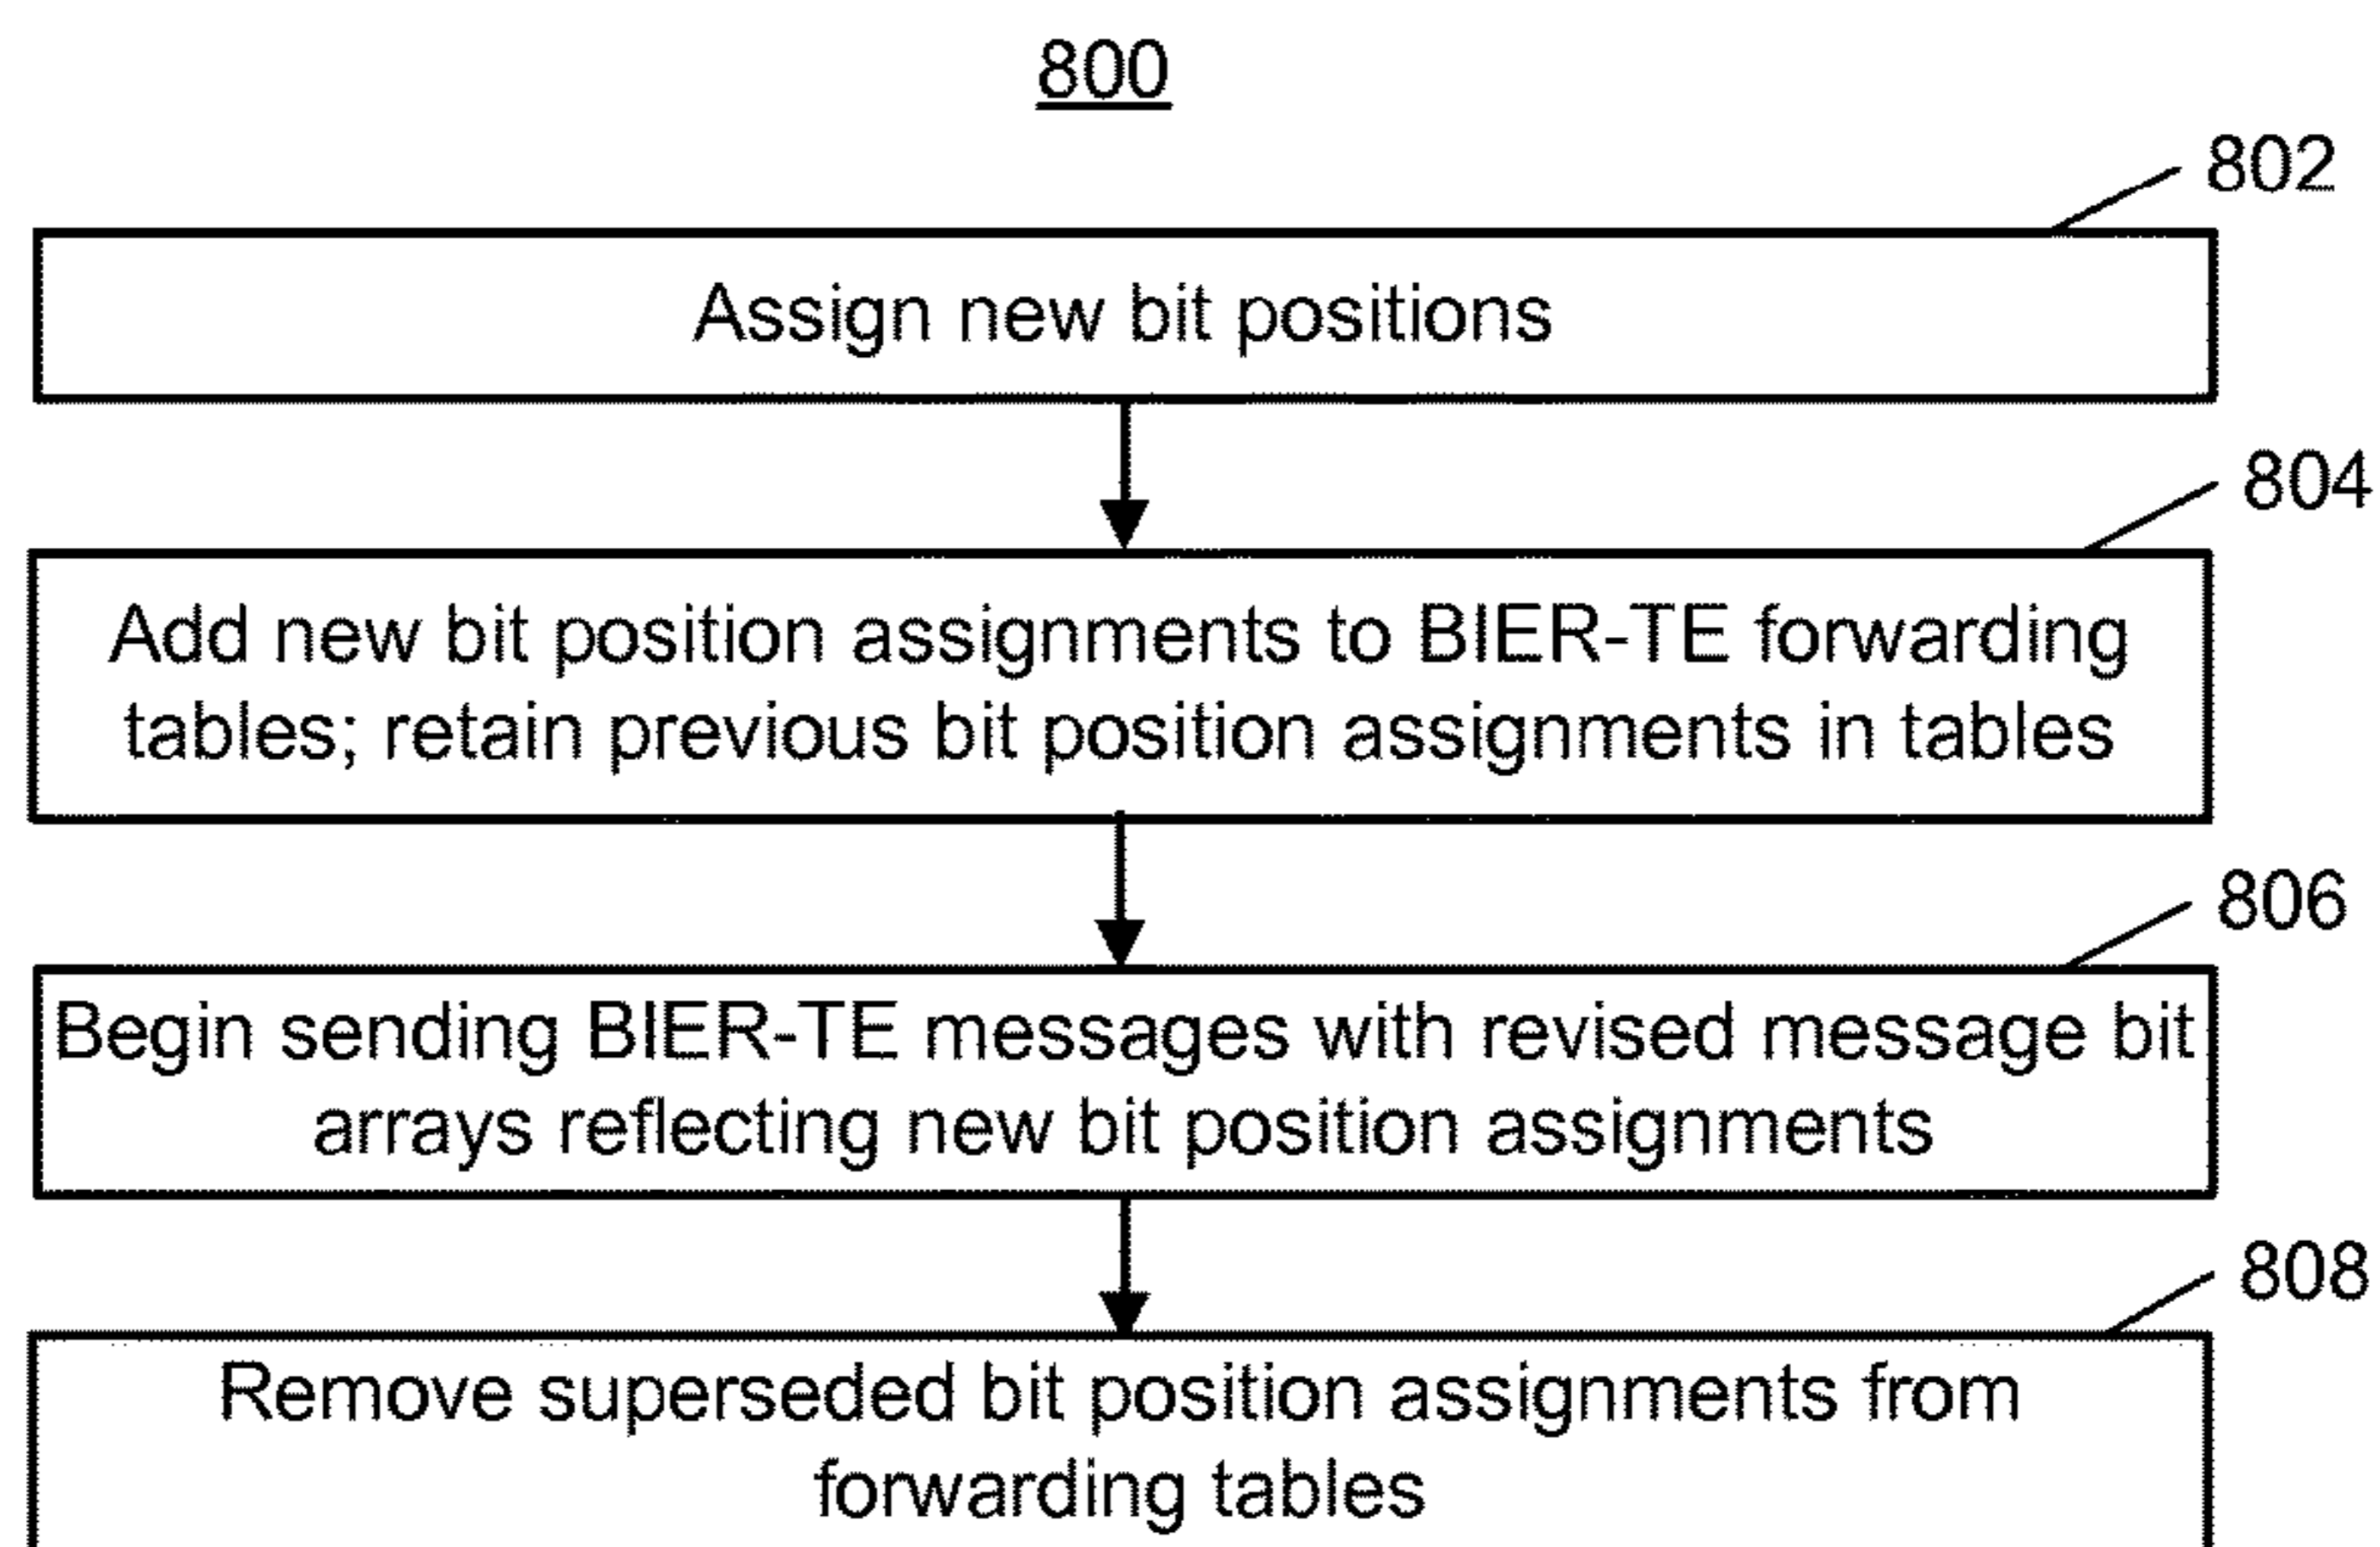 800
802
Assign new bit positions
804
Add new bit position assignments to BIER-TE forwarding
tables; retain previous bit position assignments in tables
806
Begin sending BIER-TE messages with revised message bit
arrays reflecting new bit position assignments
808
Remove superseded bit position assignments from
forwarding tables